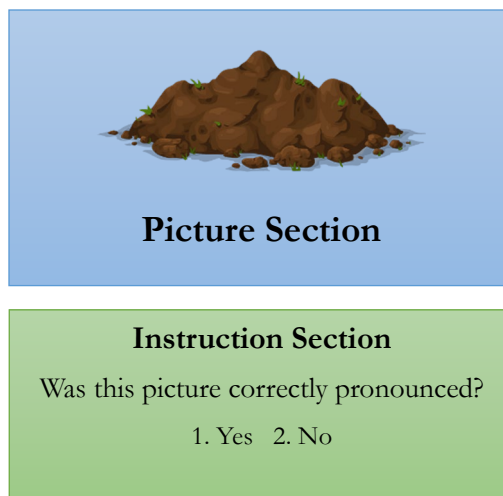 Picture Section
Instruction Section
Was this picture correctly pronounced?
1. Yes 2. No